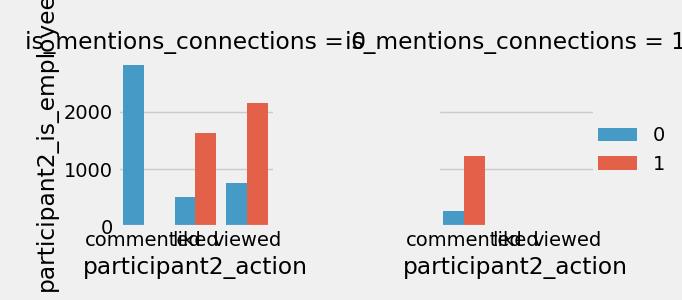 is_mentions_connections = 0
is_mentions_connections = 1
participant2_is_employee
2000
1000
0
commented liked viewed
commented liked viewed
participant2_action
participant2_action
0
1